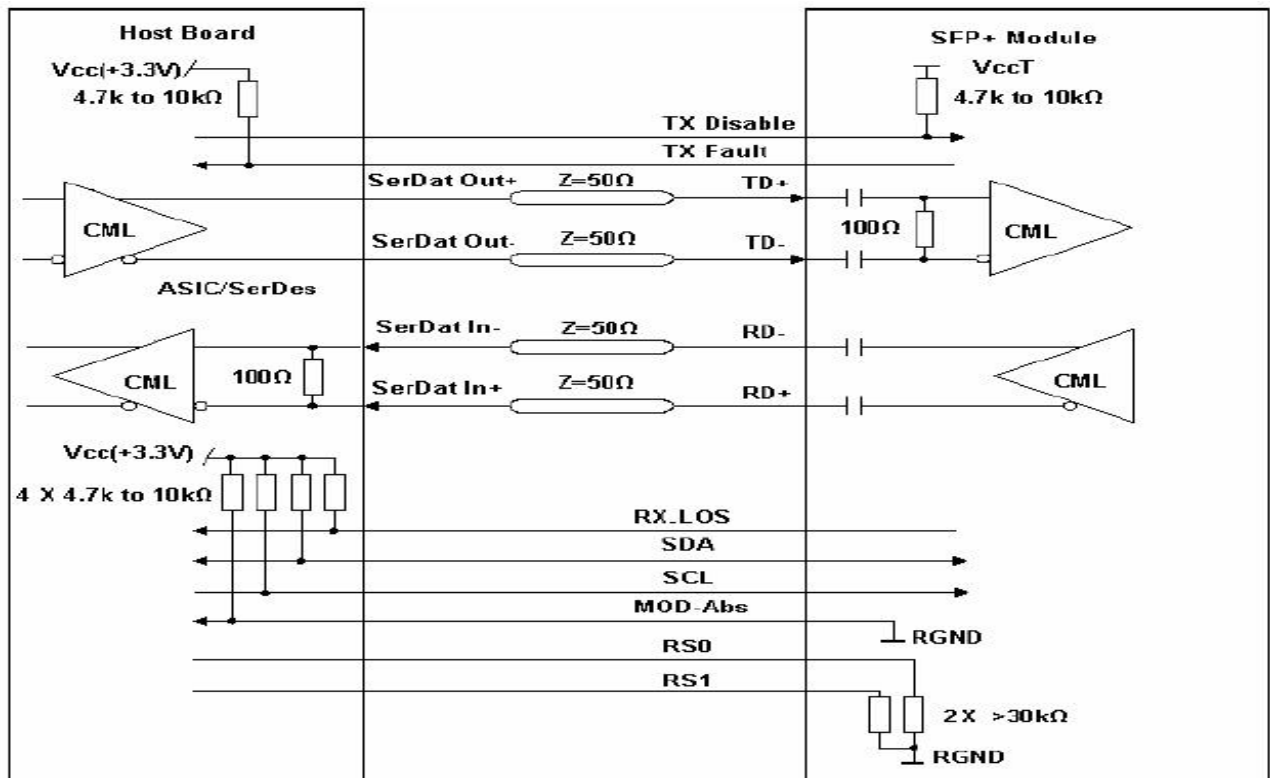 Host Board
SFP+ Module
Vcc(+3.3V)
4.7k to 10kΩ
VccT
4.7k to 10kΩ
TX Disable
TX Fault
SerDat Out+
Z=50Ω
TD+
CML
100Ω
CML
SerDat Out-
Z=50Ω
TD-
ASIC/SerDes
SerDat In-
Z=50Ω
RD-
CML
100Ω
CML
SerDat In+
Z=50Ω
RD+
Vcc(+3.3V)
4 X 4.7k to 10kΩ
RX-LOS
SDA
SCL
MOD-Abs
RGND
RS0
RS1
2X >30kΩ
RGND